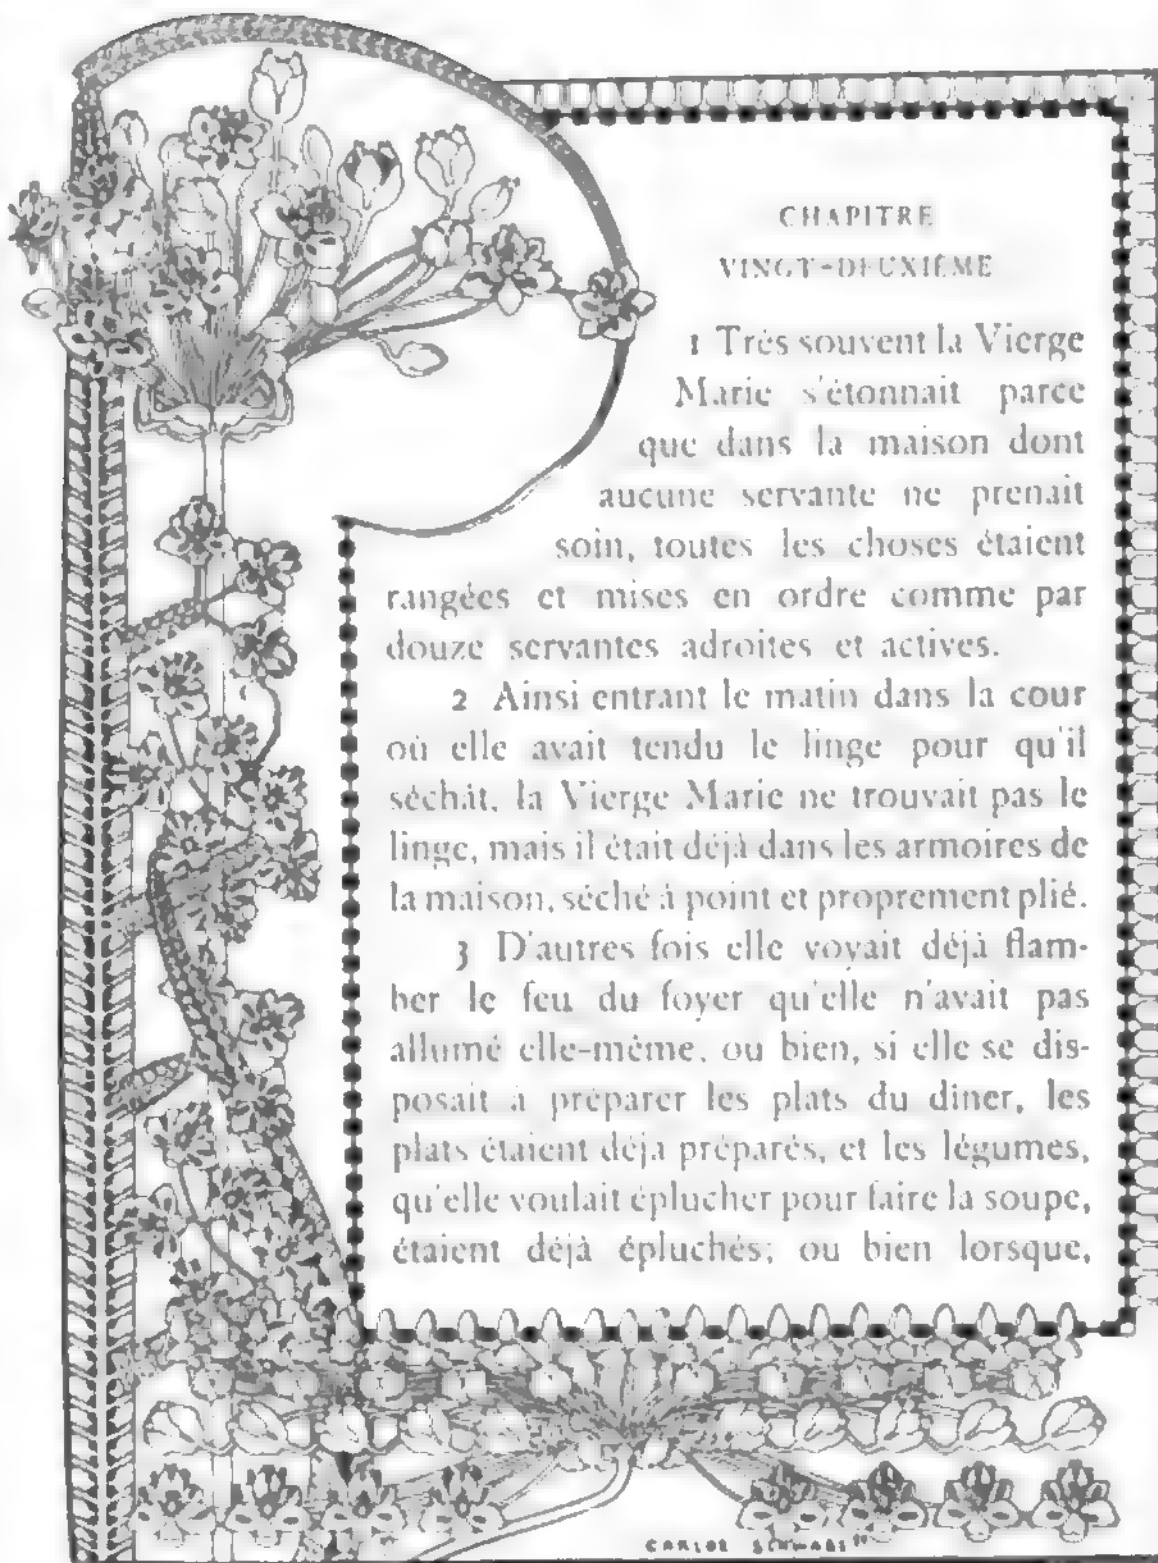 CHAPITRE
VINGT-DEUXIÈME
1 Très souvent la Vierge
Marie s'étonnait parce
que dans la maison dont
aucune servante ne prenait
soin, toutes les choses étaient
rangées et mises en ordre comme par
douze servantes adroites et actives.
2 Ainsi entrant le matin dans la cour
où elle avait tendu le linge pour qu'il
séchât, la Vierge Marie ne trouvait pas le
linge, mais il était déjà dans les armoires de
la maison, séché à point et proprement plié.
3 D'autres fois elle voyait déjà flam-
ber le feu du foyer qu'elle n'avait pas
allumé elle-même, ou bien, si elle se dis-
posait à préparer les plats du dîner, les
plats étaient déjà préparés, et les légumes,
qu'elle voulait éplucher pour faire la soupe,
étaient déjà épluchés; ou bien lorsque,
CARLOS SCHWABE